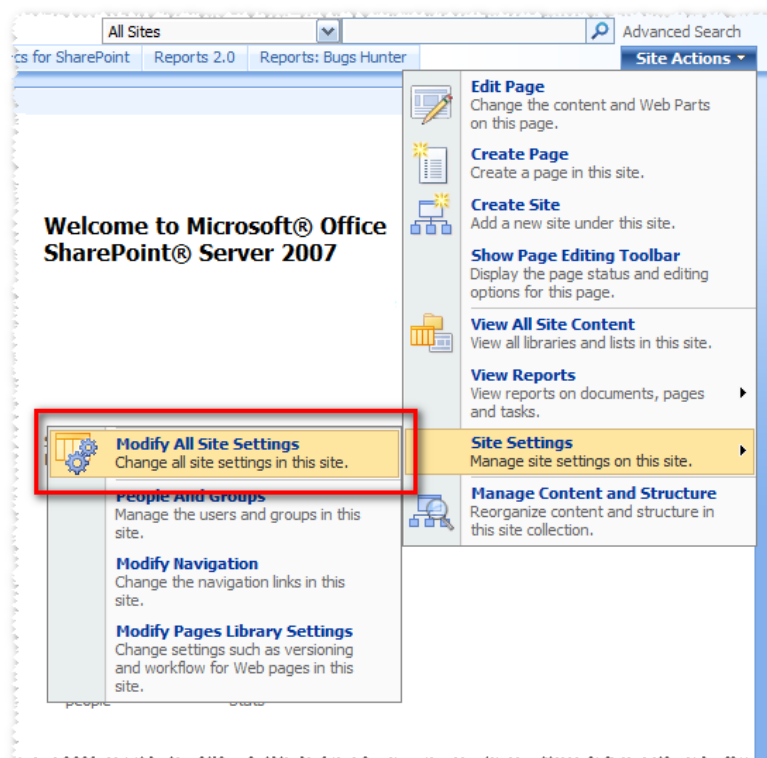 All Sites
Advanced Search
cs for SharePoint Reports 2.0 Reports: Bugs Hunter
Site Actions
Edit Page
Change the content and Web Parts
on this page.
Create Page
Create a page in this site.
Create Site
Add a new site under this site.
Show Page Editing Toolbar
Display the page status and editing
options for this page.
View All Site Content
View all libraries and lists in this site.
View Reports
View reports on documents, pages
and tasks.
Site Settings
Manage site settings on this site.
Manage Content and Structure
Reorganize content and structure in
this site collection.
Welcome to Microsoft® Office
SharePoint® Server 2007
Modify All Site Settings
Change all site settings in this site.
People And Groups
Manage the users and groups in this
site.
Modify Navigation
Change the navigation links in this
site.
Modify Pages Library Settings
Change settings such as versioning
and workflow for Web pages in this
site.